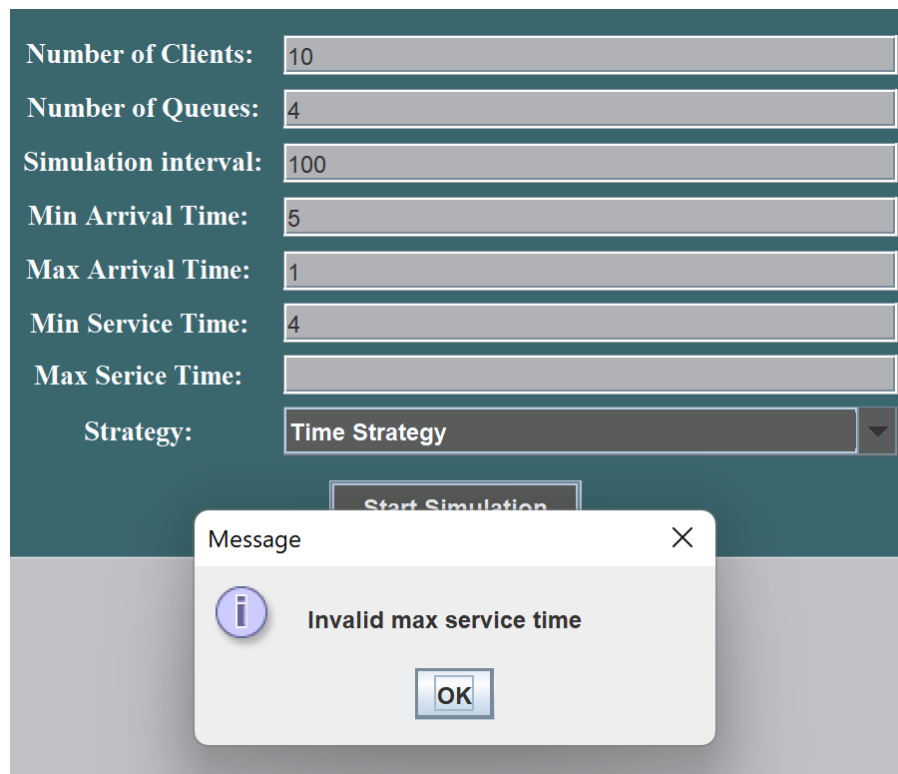 Number of Clients: 10
Number of Queues: 4
Simulation interval: 100
Min Arrival Time: 5
Max Arrival Time: 1
Min Service Time: 4
Max Serice Time:
Strategy: Time Strategy
Start Simulation
Message
i Invalid max service time
OK